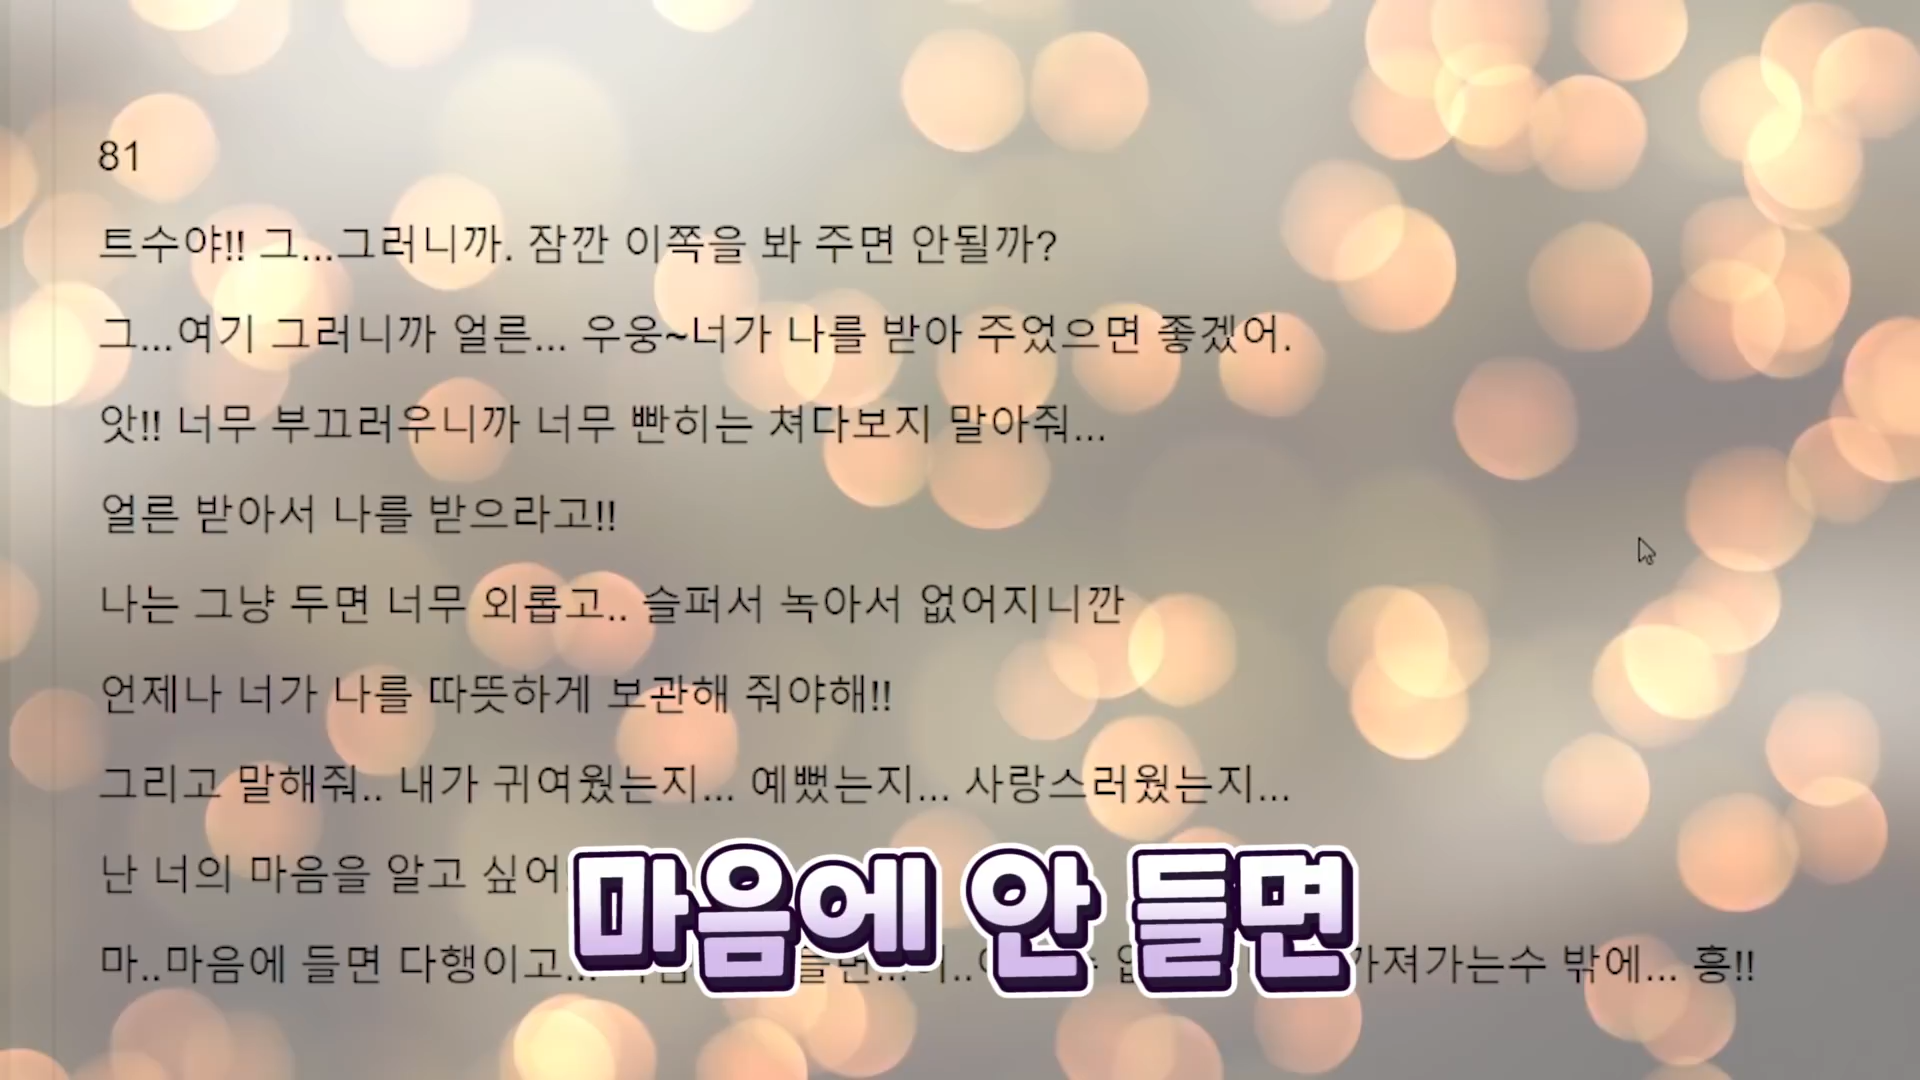 81
트수야!! 그...그러니까. 잠깐 이쪽을 봐 주면 안될까?
그...여기 그러니까 얼른... 우웅~너가 나를 받아 주었으면 좋겠어.
앗!! 너무 부끄러우니까 너무 빤히는 쳐다보지 말아줘...
얼른 받아서 나를 받으라고!!
나는 그냥 두면 너무 외롭고.. 슬퍼서 녹아서 없어지니깐
언제나 너가 나를 따뜻하게 보관해 줘야해!!
그리고 말해줘.. 내가 귀여웠는지... 예뻤는지... 사랑스러웠는지...
난 너의 마음을 알고 싶어
마..마음에 들면 다행이고... 가져가는수 밖에... 흥!!
마음에 안 들면